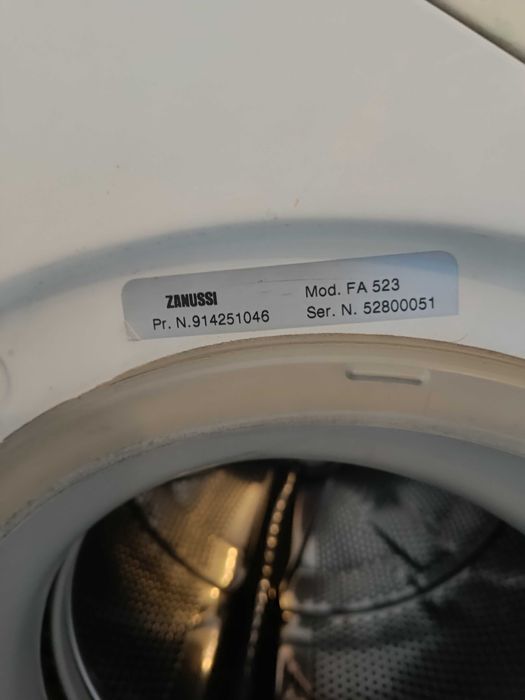 ZANUSSI
Mod. FA 523
Pr. N.914251046
Ser. N. 52800051